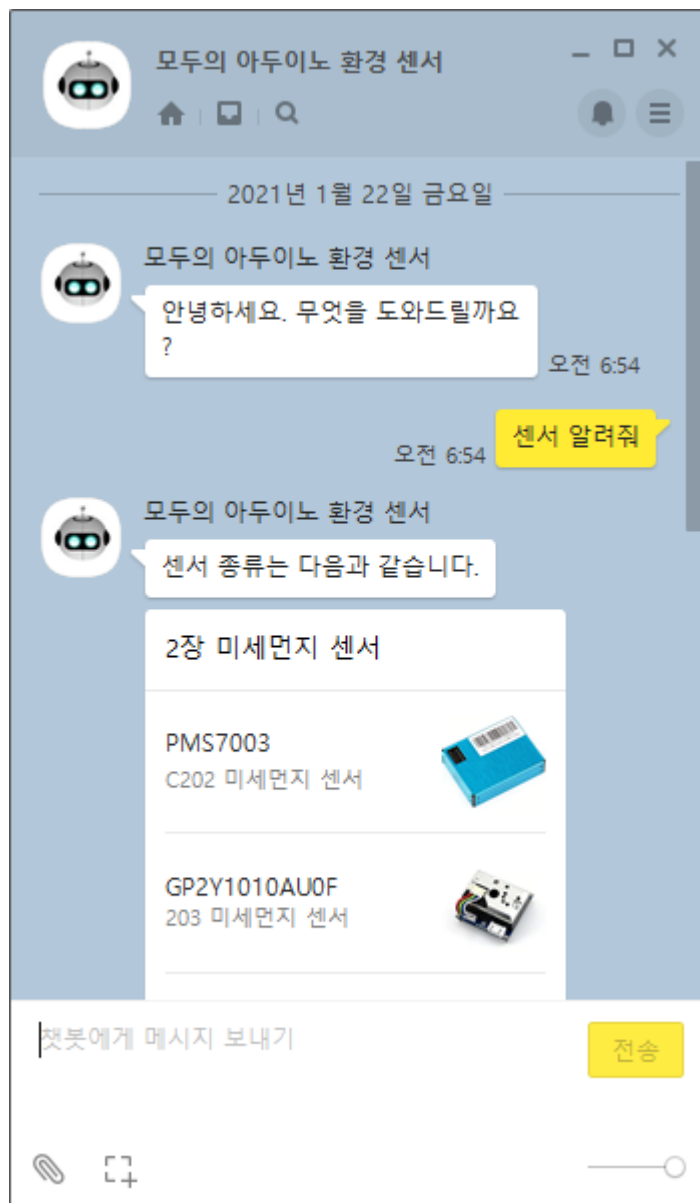 모두의 아두이노 환경 센서
2021년 1월 22일 금요일
모두의 아두이노 환경 센서
안녕하세요. 무엇을 도와드릴까요
?
오전 6:54
센서 알려줘
오전 6:54
모두의 아두이노 환경 센서
센서 종류는 다음과 같습니다.
2장 미세먼지 센서
PMS7003
C202 미세먼지 센서
GP2Y1010AU0F
203 미세먼지 센서
챗봇에게 메시지 보내기
전송